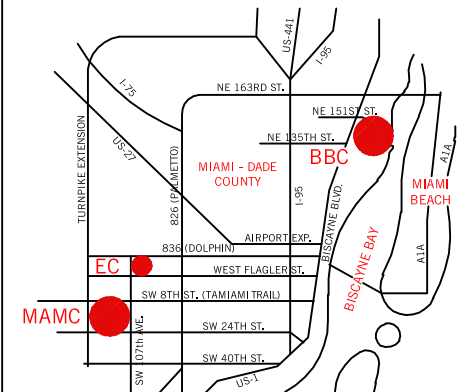 US-441
I-95
I-75
NE 163RD ST.
NE 151ST ST.
NE 135TH ST.
US-27
BBC
A1A
TURNPIKE EXTENSION
826 (PALMETTO)
MIAMI - DADE
COUNTY
MIAMI
BEACH
I-95
BISCAYNE BLVD.
AIRPORT EXP.
836 (DOLPHIN)
A1A
BISCAYNE BAY
EC
WEST FLAGLER ST.
SW 8TH ST. (TAMIAMI TRAIL)
MAMC
SW 24TH ST.
SW 107th AVE.
SW 40TH ST.
US-1